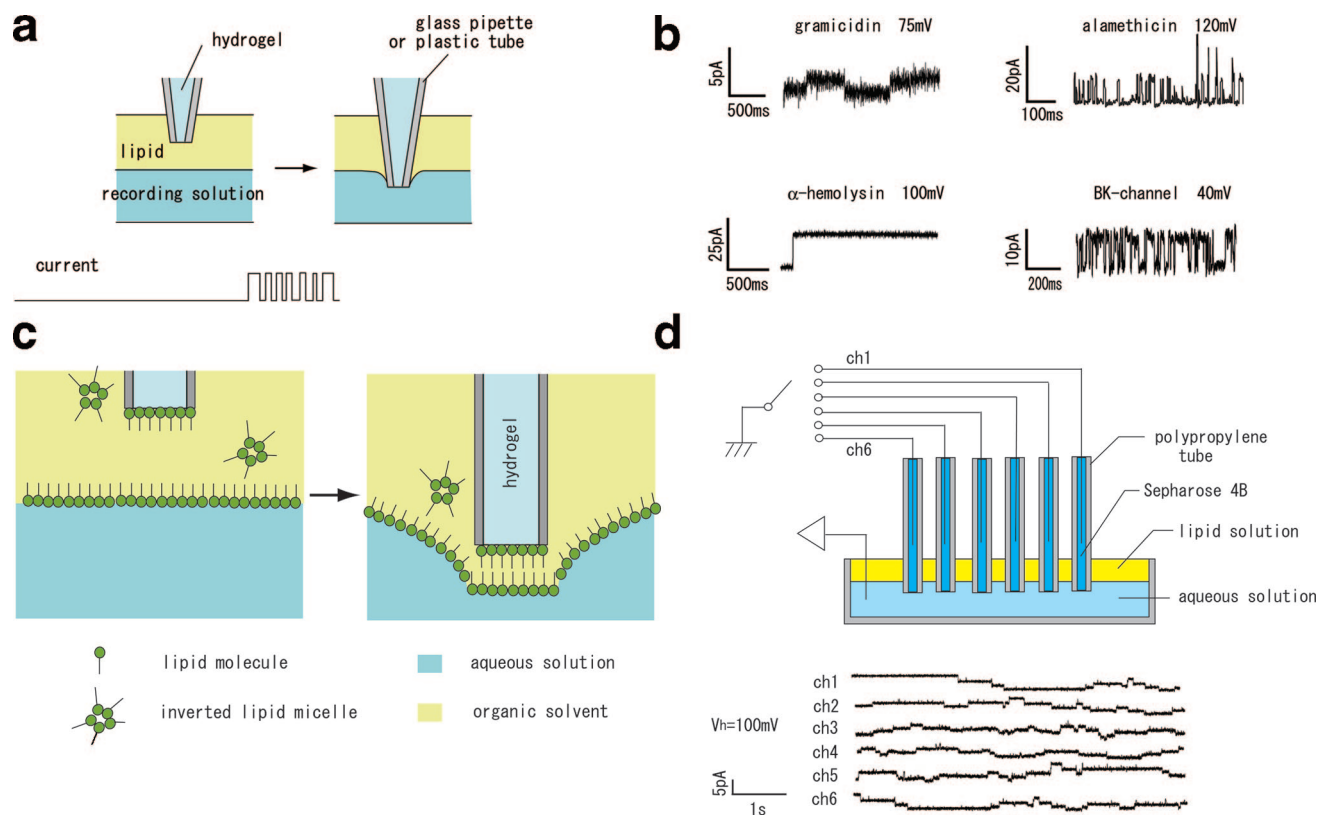 a
hydrogel
glass pipette
or plastic tube
lipid
recording solution
current
b
gramicidin 75mV
5pA
500ms
alamethicin 120mV
20pA
100ms
α-hemolysin 100mV
25pA
500ms
BK-channel 40mV
10pA
200ms
c
hydrogel
lipid molecule
aqueous solution
inverted lipid micelle
organic solvent
d
ch1
ch6
polypropylene
tube
Sepharose 4B
lipid solution
aqueous solution
ch1
ch2
Vh=100mV
ch3
ch4
ch5
ch6
5pA
1s